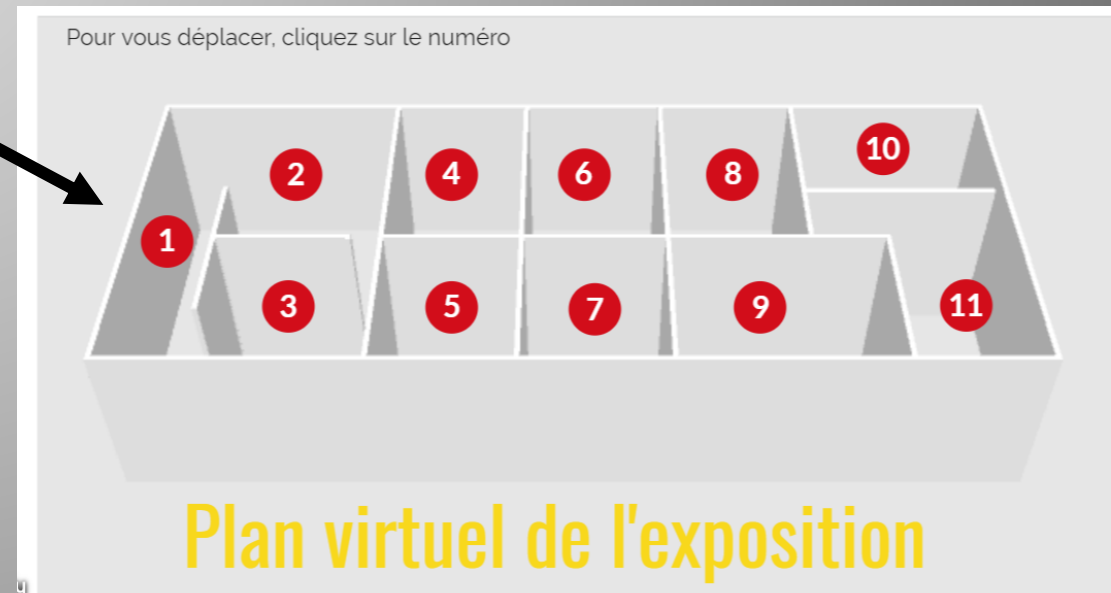 Pour vous déplacer, cliquez sur le numéro
10
2 4 6 8
1
3 5 7 9 11
Plan virtuel de l'exposition